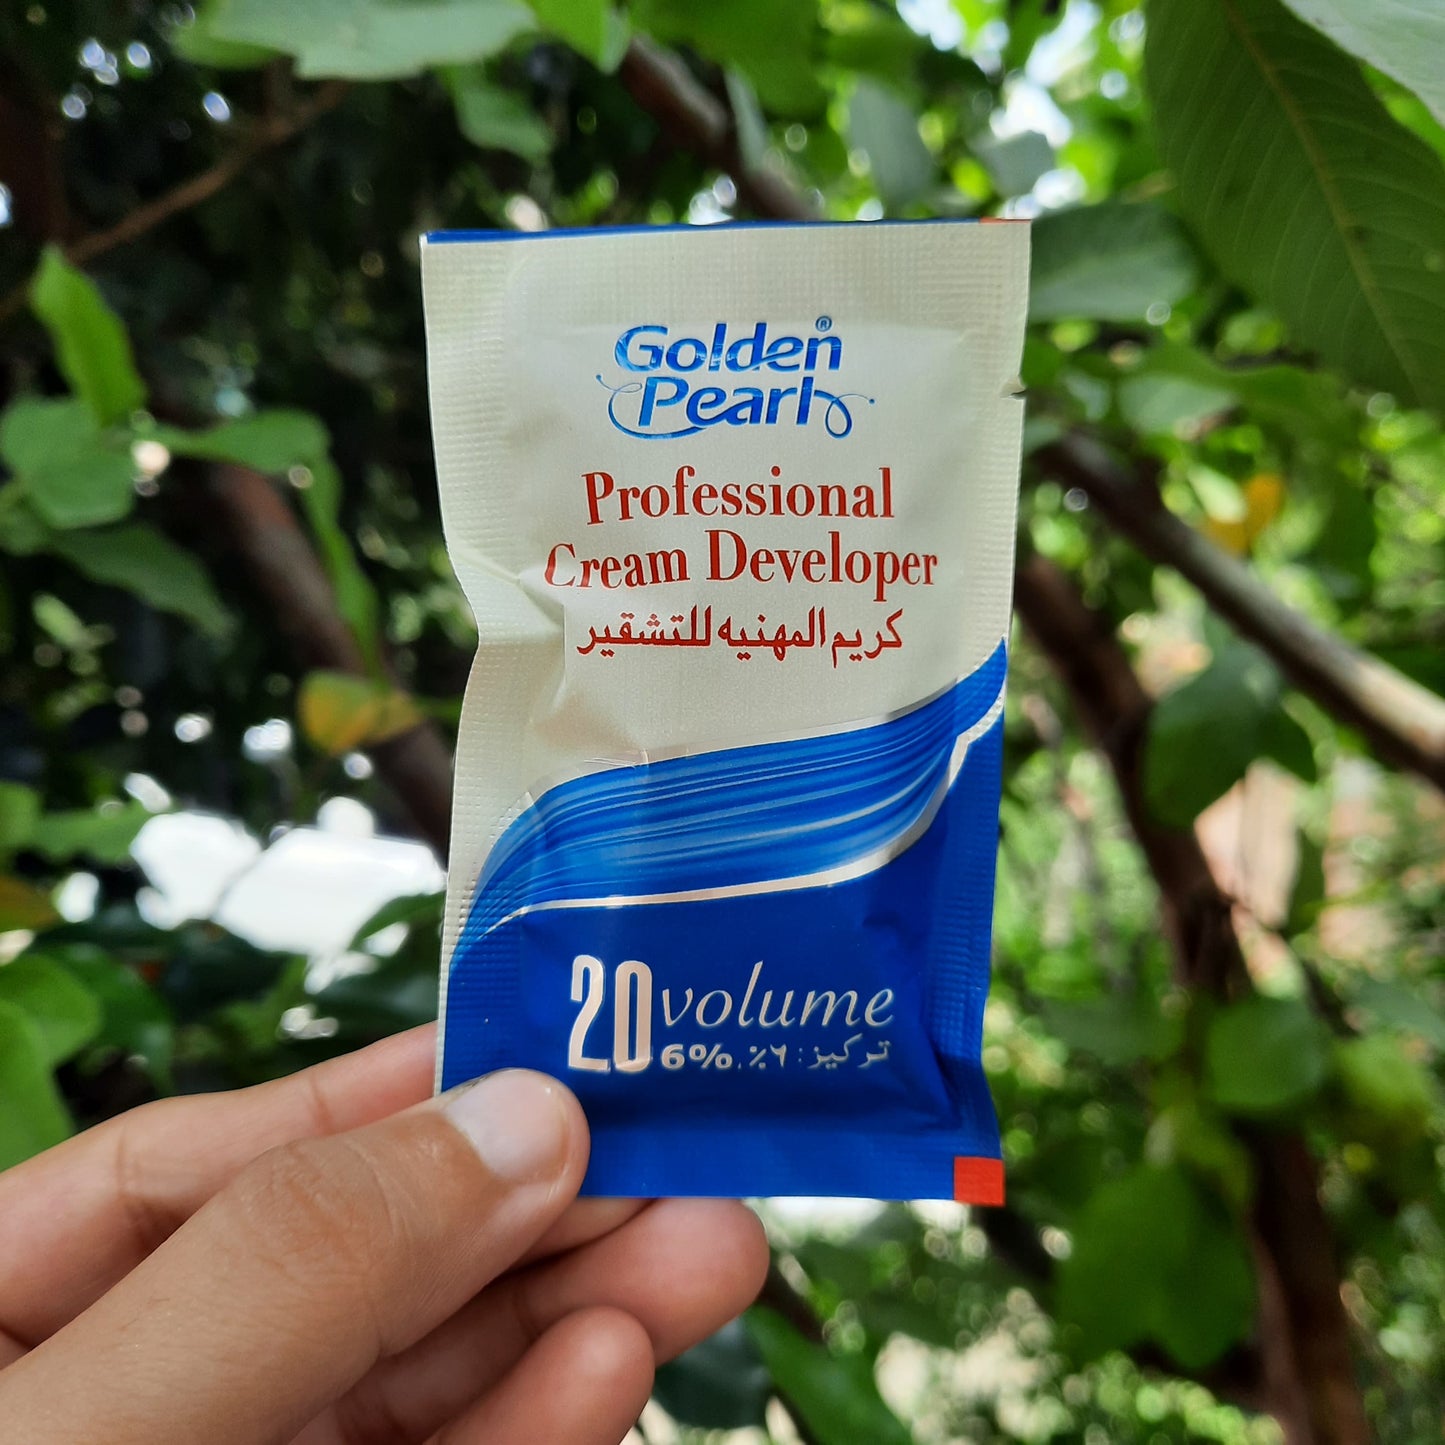 Golden®
Pearl
Professional
Cream Developer
كريم المهنيه للتشقير
20 volume
6%. تركيز: ٦٪